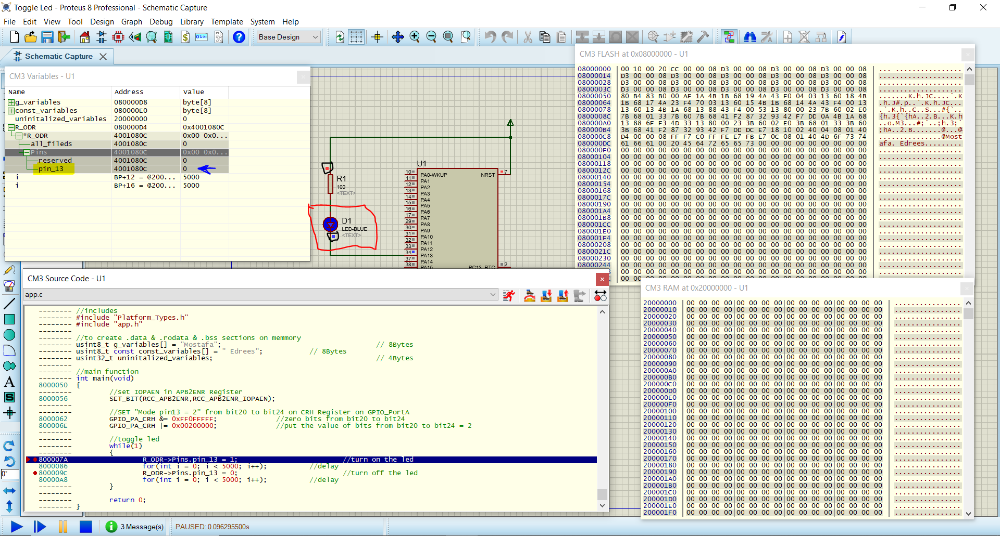 Toggle Led - Proteus 8 Professional - Schematic Capture
File Edit View Tool Design Graph Debug Library Template System Help
Base Design
Schematic Capture
CM3 Variables - U1
Name Address Value
g_variables 080000D8 byte[8]
const_variables 080000E0 byte[8]
uninitalized_variables 20000000 0
R_ODR 080000D4 0x4001080C
*R_ODR 4001080C 0x00 0x0...
all_fileds 4001080C 0
Pins 4001080C 0x00 0x0...
reserved 4001080C 0
pin_13 4001080C 0
i BP+12 = @200... 5000
i BP+16 = @200... 5000
U1
R1
100
<TEXT>
D1
LED-BLUE
<TEXT>
10 PA0-WKUP NRST 7
11 PA1
12 PA2
13 PA3
14 PA4
15 PA5
16 PA6
17 PA7
29 PA8
30 PA9
31 PA10
32 PA11
33 PA12
34 PA13
37 PA14
38 PA15 PC13_RTC 2
CM3 FLASH at 0x08000000 - U1
08000000 00 10 00 20 CC 00 00 08 D3 00 00 08 D3 00 00 08 D3 00 00 08
08000014 D3 00 00 08 D3 00 00 08 D3 00 00 08 D3 00 00 08 D3 00 00 08
08000028 D3 00 00 08 D3 00 00 08 D3 00 00 08 D3 00 00 08 D3 00 00 08
0800003C D3 00 00 08 D3 00 00 08 D3 00 00 08 D3 00 00 08 D3 00 00 08
08000050 80 B4 83 B0 00 AF 1A 4B 1B 68 19 4A 43 F0 04 03 13 60 18 4B .......K.h.JC....`.K
08000064 1B 68 17 4A 23 F4 70 03 13 60 15 4B 1B 68 14 4A 43 F4 00 13 .h.J#.p..`.K.h.JC...
08000078 13 60 13 4B 1A 68 13 88 43 F4 00 53 13 80 00 23 7B 60 02 E0 .`.K.h..C..S...#{`..
0800008C 7B 68 01 33 7B 60 7B 68 41 F2 87 32 93 42 F7 DD 0A 4B 1A 68 {h.3{`{hA..2.B...K.h
080000A0 13 88 6F F3 4D 33 13 80 00 23 3B 60 02 E0 3B 68 01 33 3B 60 ..o.M3...#;`..;h.3;`
080000B4 3B 68 41 F2 87 32 93 42 F7 DD DC E7 18 10 02 40 04 08 01 40 ;hA..2.B.......@...@
080000C8 D4 00 00 08 FF F7 C0 FF FE E7 FB E7 0C 08 01 40 4D 6F 73 74 ...............@Most
080000DC 61 66 61 00 20 45 64 72 65 65 73 00 00 00 00 00 00 00 00 00 afa. Edrees.........
080000F0 00 00 00 00 00 00 00 00 00 00 00 00 00 00 00 00 00 00 00 00
08000104 00 00 00 00 00 00 00 00 00 00 00 00 00 00 00 00 00 00 00 00
08000118 00 00 00 00 00 00 00 00 00 00 00 00 00 00 00 00 00 00 00 00
0800012C 00 00 00 00 00 00 00 00 00 00 00 00 00 00 00 00 00 00 00 00
08000140 00 00 00 00 00 00 00 00 00 00 00 00 00 00 00 00 00 00 00 00
08000154 00 00 00 00 00 00 00 00 00 00 00 00 00 00 00 00 00 00 00 00
08000168 00 00 00 00 00 00 00 00 00 00 00 00 00 00 00 00 00 00 00 00
0800017C 00 00 00 00 00 00 00 00 00 00 00 00 00 00 00 00 00 00 00 00
08000190 00 00 00 00 00 00 00 00 00 00 00 00 00 00 00 00 00 00 00 00
080001A4 00 00 00 00 00 00 00 00 00 00 00 00 00 00 00 00 00 00 00 00
080001B8 00 00 00 00 00 00 00 00 00 00 00 00 00 00 00 00 00 00 00 00
080001CC 00 00 00 00 00 00 00 00 00 00 00 00 00 00 00 00 00 00 00 00
080001E0 00 00 00 00 00 00 00 00 00 00 00 00 00 00 00 00 00 00 00 00
080001F4 00 00 00 00 00 00 00 00 00 00 00 00 00 00 00 00 00 00 00 00
08000208 00 00 00 00 00 00 00 00 00 00 00 00 00 00 00 00 00 00 00 00
0800021C 00 00 00 00 00 00 00 00 00 00 00 00 00 00 00 00 00 00 00 00
08000230 00 00 00 00 00 00 00 00 00 00 00 00 00 00 00 00 00 00 00 00
08000244 00 00 00 00 00 00 00 00 00 00 00 00 00 00 00 00 00 00 00 00
CM3 Source Code - U1
app.c
-------- //includes
-------- #include "Platform_Types.h"
-------- #include "app.h"
--------
-------- //to create .data & .rodata & .bss sections on memmory
-------- usint8_t g_variables[] = "Mostafa"; // 8Bytes
-------- usint8_t const const_variables[] = " Edrees"; // 8Bytes
-------- usint32_t uninitalized_variables; // 4Bytes
--------
-------- //main function
-------- int main(void)
8000050 {
-------- //set IOPAEN in APB2ENR Register
8000056 SET_BIT(RCC_APB2ENR,RCC_APB2ENR_IOPAEN);
--------
-------- //SET "Mode pin13 = 2" from bit20 to bit24 on CRH Register on GPIO_PortA
8000062 GPIO_PA_CRH &= 0xFF0FFFFF; //zero bits from bit20 to bit24
800006E GPIO_PA_CRH |= 0x00200000; //put the value of bits from bit20 to bit24 = 2
--------
-------- //toggle led
-------- while(1)
-------- {
800007A R_ODR->Pins.pin_13 = 1; //turn on the led
8000086 for(int i = 0; i < 5000; i++); //delay
800009C R_ODR->Pins.pin_13 = 0; //turn off the led
80000A8 for(int i = 0; i < 5000; i++); //delay
-------- }
--------
-------- return 0;
-------- }
CM3 RAM at 0x20000000 - U1
20000000 00 00 00 00 00 00 00 00 00 00 00 00 00 00 00 00
20000010 00 00 00 00 00 00 00 00 00 00 00 00 00 00 00 00
20000020 00 00 00 00 00 00 00 00 00 00 00 00 00 00 00 00
20000030 00 00 00 00 00 00 00 00 00 00 00 00 00 00 00 00
20000040 00 00 00 00 00 00 00 00 00 00 00 00 00 00 00 00
20000050 00 00 00 00 00 00 00 00 00 00 00 00 00 00 00 00
20000060 00 00 00 00 00 00 00 00 00 00 00 00 00 00 00 00
20000070 00 00 00 00 00 00 00 00 00 00 00 00 00 00 00 00
20000080 00 00 00 00 00 00 00 00 00 00 00 00 00 00 00 00
20000090 00 00 00 00 00 00 00 00 00 00 00 00 00 00 00 00
200000A0 00 00 00 00 00 00 00 00 00 00 00 00 00 00 00 00
200000B0 00 00 00 00 00 00 00 00 00 00 00 00 00 00 00 00
200000C0 00 00 00 00 00 00 00 00 00 00 00 00 00 00 00 00
200000D0 00 00 00 00 00 00 00 00 00 00 00 00 00 00 00 00
200000E0 00 00 00 00 00 00 00 00 00 00 00 00 00 00 00 00
200000F0 00 00 00 00 00 00 00 00 00 00 00 00 00 00 00 00
20000100 00 00 00 00 00 00 00 00 00 00 00 00 00 00 00 00
20000110 00 00 00 00 00 00 00 00 00 00 00 00 00 00 00 00
20000120 00 00 00 00 00 00 00 00 00 00 00 00 00 00 00 00
20000130 00 00 00 00 00 00 00 00 00 00 00 00 00 00 00 00
20000140 00 00 00 00 00 00 00 00 00 00 00 00 00 00 00 00
20000150 00 00 00 00 00 00 00 00 00 00 00 00 00 00 00 00
20000160 00 00 00 00 00 00 00 00 00 00 00 00 00 00 00 00
20000170 00 00 00 00 00 00 00 00 00 00 00 00 00 00 00 00
20000180 00 00 00 00 00 00 00 00 00 00 00 00 00 00 00 00
20000190 00 00 00 00 00 00 00 00 00 00 00 00 00 00 00 00
200001A0 00 00 00 00 00 00 00 00 00 00 00 00 00 00 00 00
200001B0 00 00 00 00 00 00 00 00 00 00 00 00 00 00 00 00
200001C0 00 00 00 00 00 00 00 00 00 00 00 00 00 00 00 00
200001D0 00 00 00 00 00 00 00 00 00 00 00 00 00 00 00 00
200001E0 00 00 00 00 00 00 00 00 00 00 00 00 00 00 00 00
200001F0 00 00 00 00 00 00 00 00 00 00 00 00 00 00 00 00
0°
3 Message(s)
PAUSED: 0.096295500s